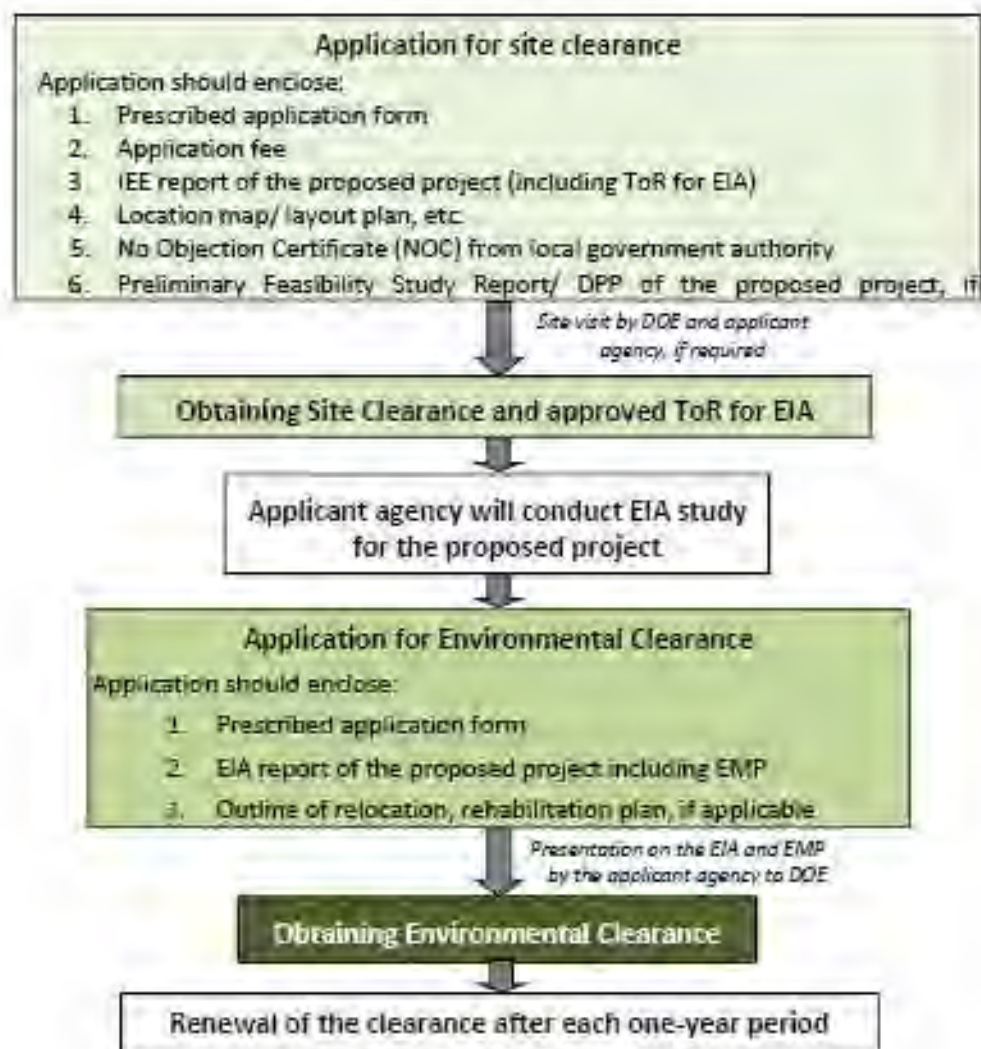 Application for site clearance
Application should enclose:
1. Prescribed application form
2. Application fee
3. IEE report of the proposed project (including ToR for EIA)
4. Location map/ layout plan, etc
5. No Objection Certificate (NOC) from local government authority
6. Preliminary Feasibility Study Report/ DPP of the proposed project, if
Site visit by DOE and applicant
agency, if required
Obtaining Site Clearance and approved ToR for EIA
Applicant agency will conduct EIA study
for the proposed project
Application for Environmental Clearance
Application should enclose:
1. Prescribed application form
2. EIA report of the proposed project including EMP
3. Outline of relocation, rehabilitation plan, if applicable
Presentation on the EIA and EMP
by the applicant agency to DOE
Obtaining Environmental Clearance
Renewal of the clearance after each one-year period